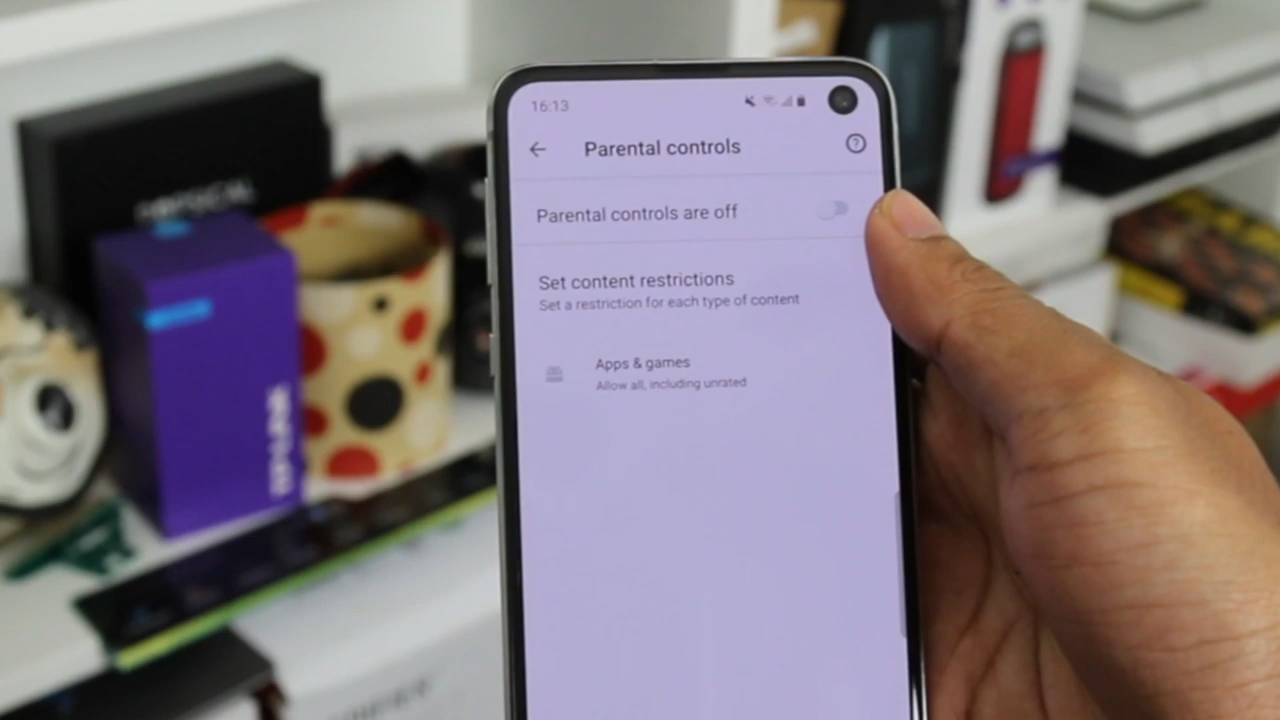 16:13
Parental controls
Parental controls are off
Set content restrictions
Set a restriction for each type of content
Apps & games
Allow all, including unrated